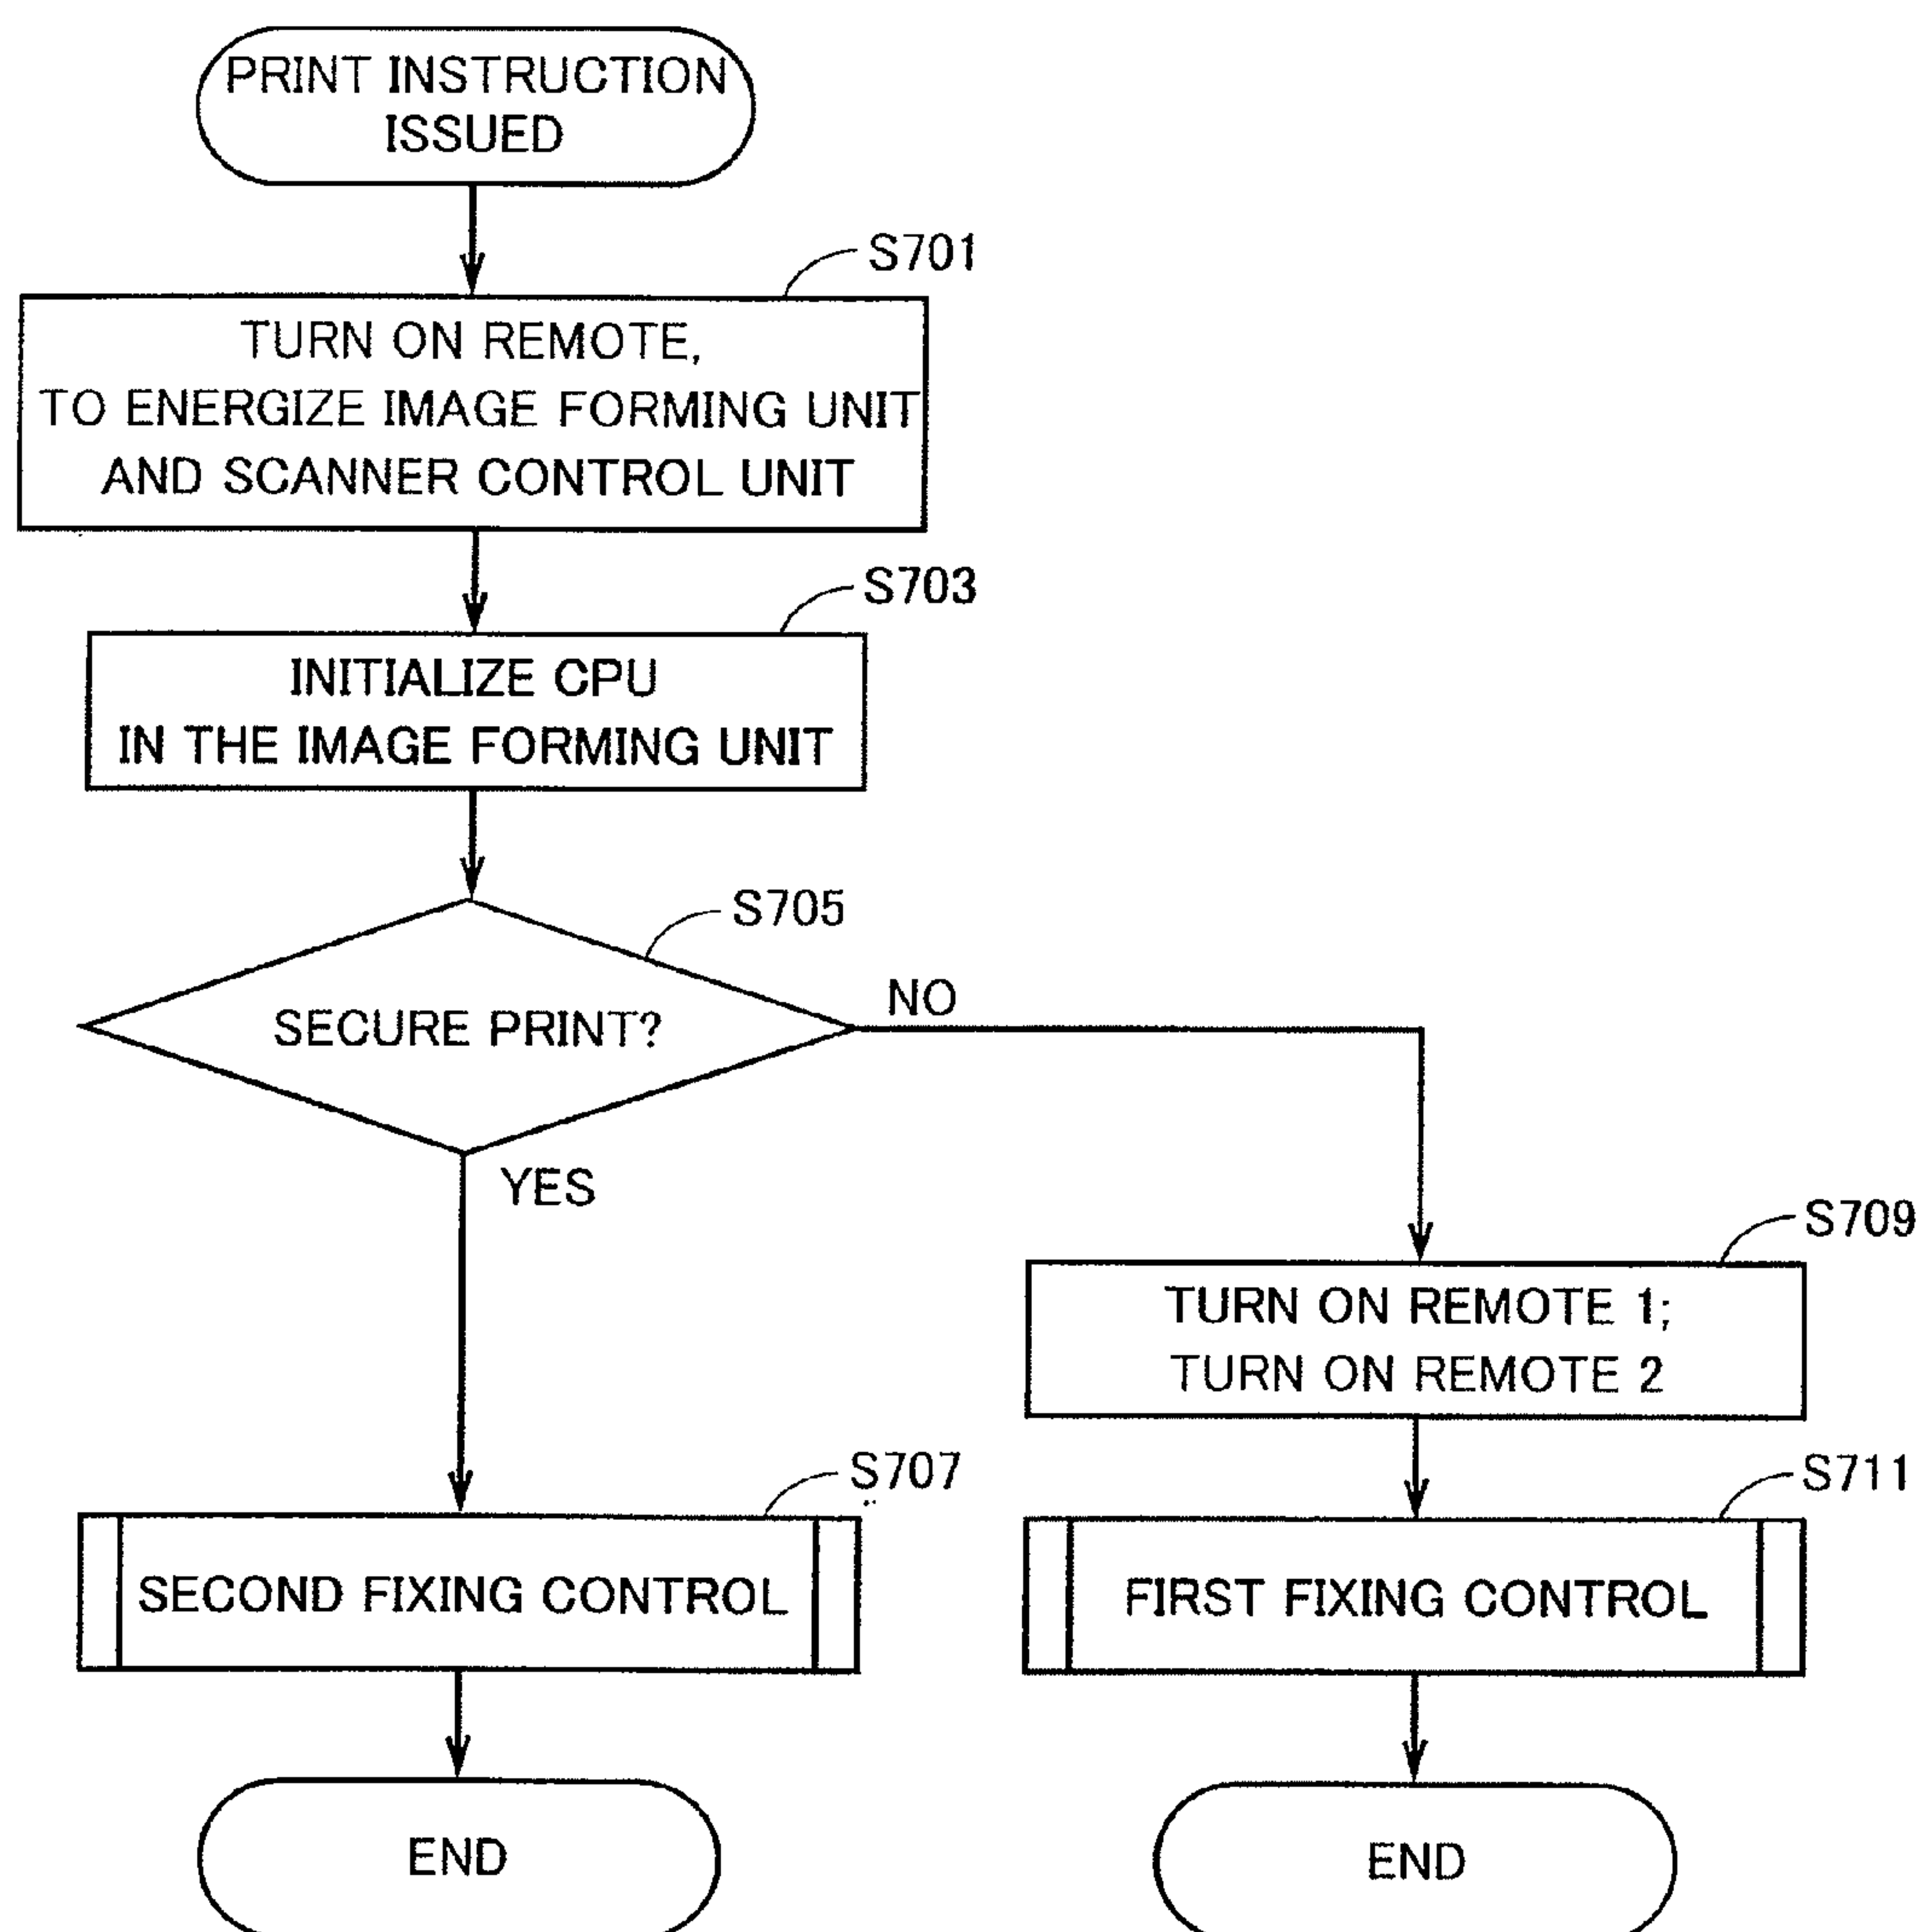 PRINT INSTRUCTION
ISSUED
S701
TURN ON REMOTE,
TO ENERGIZE IMAGE FORMING UNIT
AND SCANNER CONTROL UNIT
S703
INITIALIZE CPU
IN THE IMAGE FORMING UNIT
S705
SECURE PRINT?
NO
YES
S709
TURN ON REMOTE 1;
TURN ON REMOTE 2
S707
SECOND FIXING CONTROL
S711
FIRST FIXING CONTROL
END
END